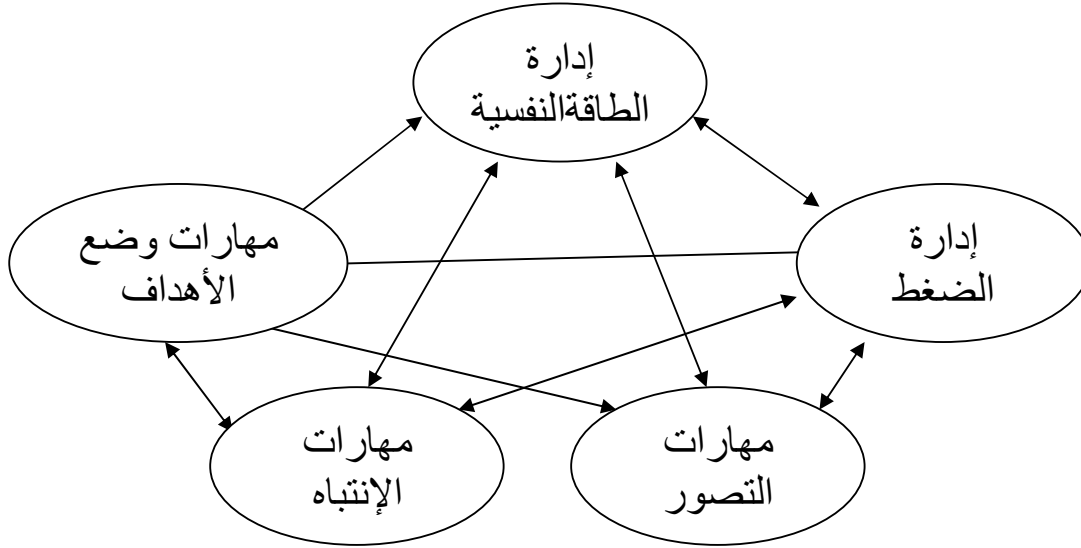 إدارة
الطاقةالنفسية
مهارات وضع
الأهداف
إدارة
الضغط
مهارات
الإنتباه
مهارات
التصور